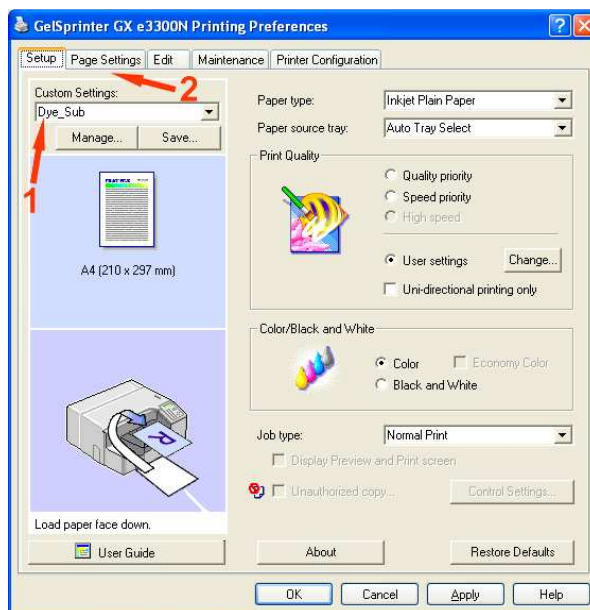 GelSprinter GX e3300N Printing Preferences
Setup
Page Settings
Edit
Maintenance
Printer Configuration
2
Custom Settings:
Dye_Sub
Manage...
Save...
1
A4 (210 x 297 mm)
R
Load paper face down.
User Guide
Paper type:
Inkjet Plain Paper
Paper source tray:
Auto Tray Select
Print Quality
Quality priority
Speed priority
High speed
User settings
Change...
Uni-directional printing only
Color/Black and White
Color
Economy Color
Black and White
Job type:
Normal Print
Display Preview and Print screen
Unauthorized copy...
Control Settings...
About
Restore Defaults
OK
Cancel
Apply
Help